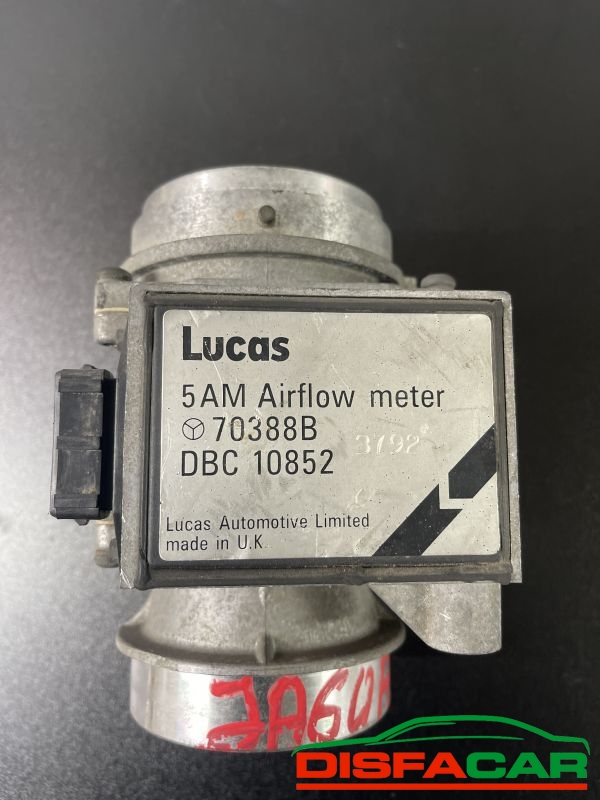 Lucas
5AM Airflow meter
70388B
3792
DBC 10852
Lucas Automotive Limited
made in U.K.
DISFACAR